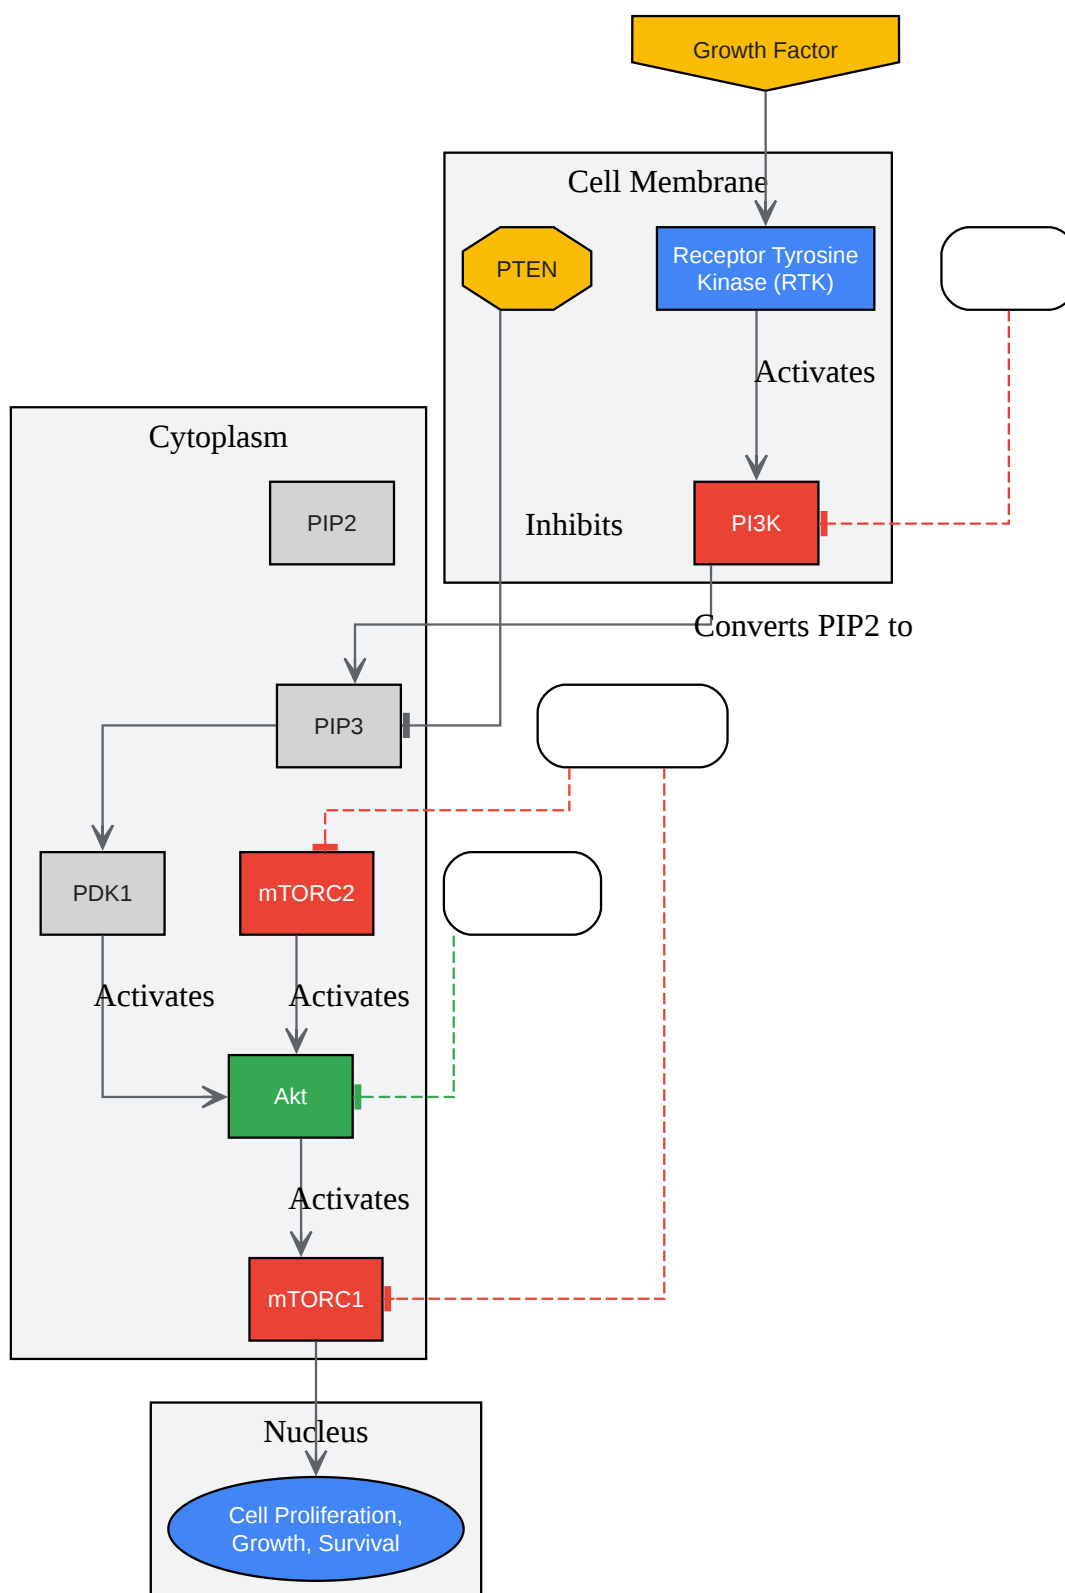 Growth Factor
Cell Membrane
PTEN
Receptor Tyrosine
Kinase (RTK)
Activates
Cytoplasm
PIP2
Inhibits
PI3K
Converts PIP2 to
PIP3
PDK1
mTORC2
Activates
Activates
Akt
Activates
mTORC1
Nucleus
Cell Proliferation,
Growth, Survival